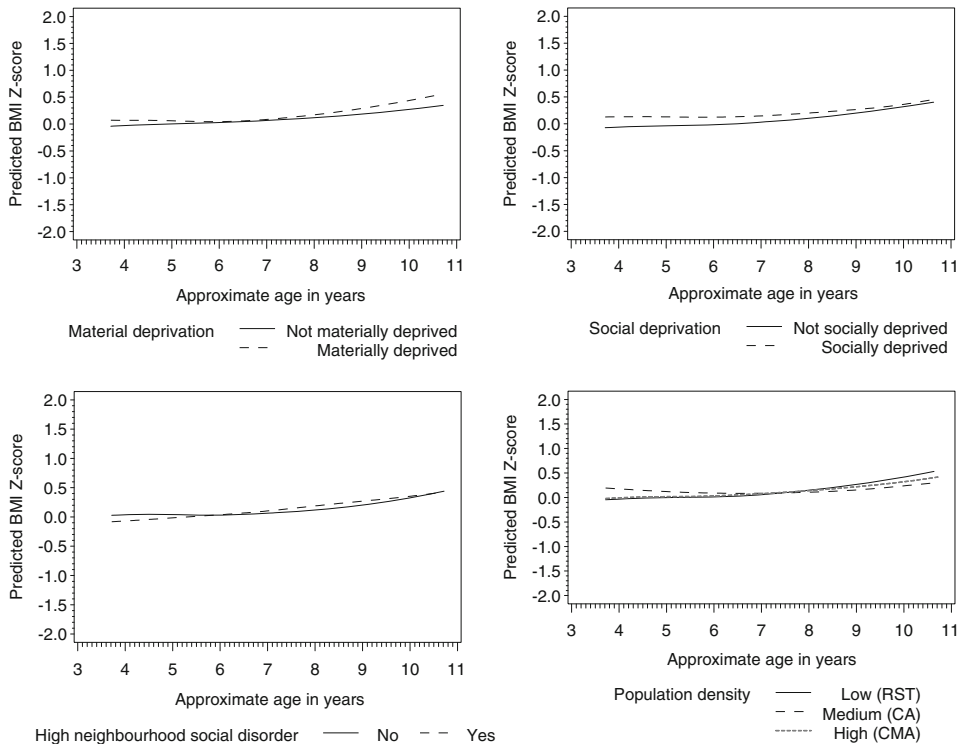 Predicted BMI Z-score
2.0
1.5
1.0
0.5
0.0
-0.5
-1.0
-1.5
-2.0
3 4 5 6 7 8 9 10 11
Approximate age in years
Material deprivation Not materially deprived
Materially deprived
Predicted BMI Z-score
2.0
1.5
1.0
0.5
0.0
-0.5
-1.0
-1.5
-2.0
3 4 5 6 7 8 9 10 11
Approximate age in years
Social deprivation Not socially deprived
Socially deprived
Predicted BMI Z-score
2.0
1.5
1.0
0.5
0.0
-0.5
-1.0
-1.5
-2.0
3 4 5 6 7 8 9 10 11
Approximate age in years
High neighbourhood social disorder No Yes
Predicted BMI Z-score
2.0
1.5
1.0
0.5
0.0
-0.5
-1.0
-1.5
-2.0
3 4 5 6 7 8 9 10 11
Approximate age in years
Population density Low (RST)
Medium (CA)
High (CMA)